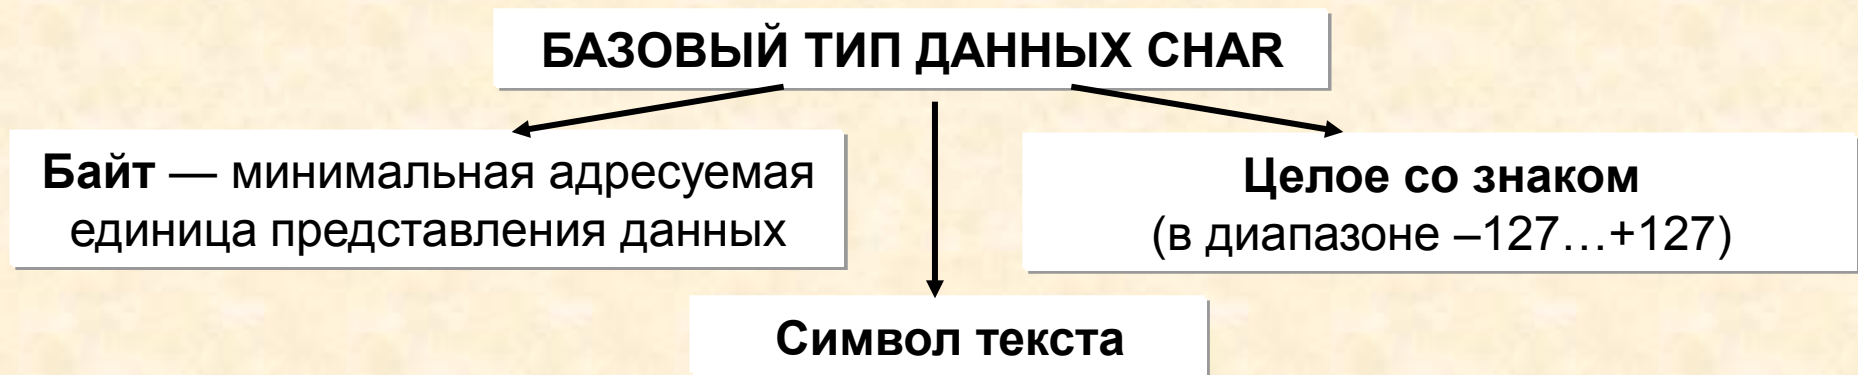 БАЗОВЫЙ ТИП ДАННЫХ CHAR
Байт — минимальная адресуемая
единица представления данных
Целое со знаком
(в диапазоне –127…+127)
Символ текста